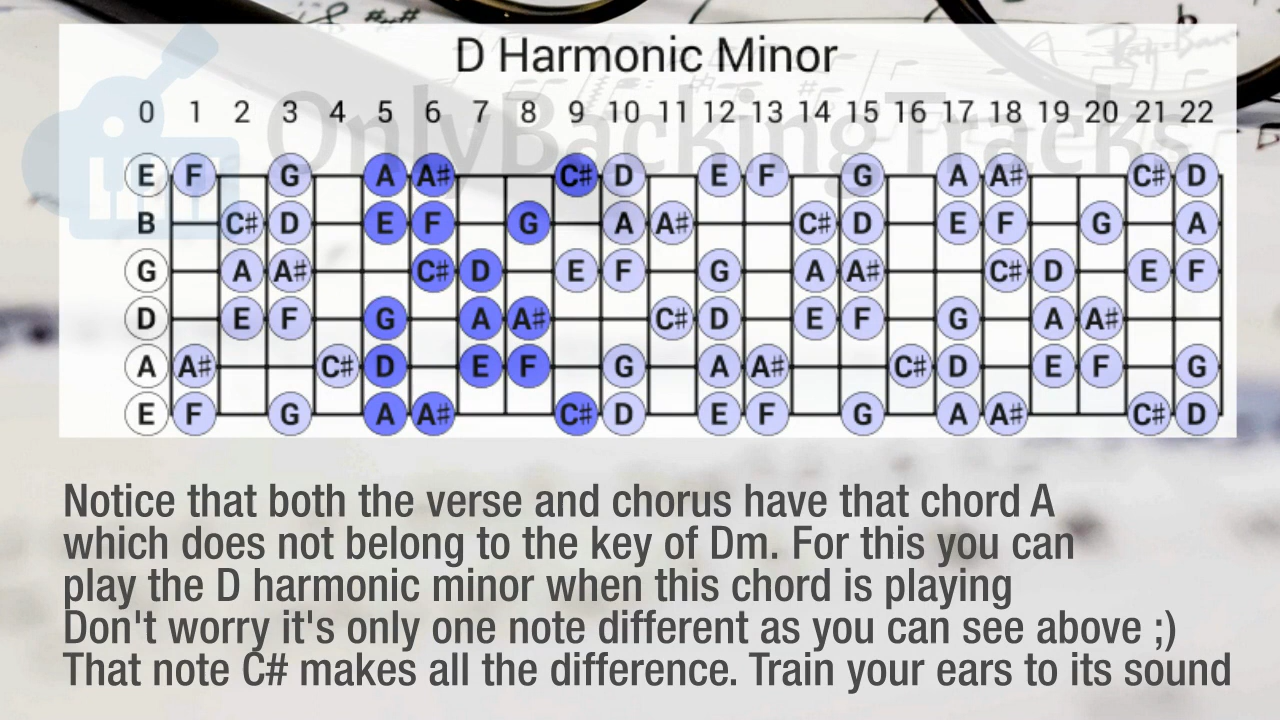 D Harmonic Minor
OnlyBackingTracks
0 1 2 3 4 5 6 7 8 9 10 11 12 13 14 15 16 17 18 19 20 21 22
E F G A A# C# D E F G A A# C# D
B C# D E F G A A# C# D E F G A
G A A# C# D E F G A A# C# D E F
D E F G A A# C# D E F G A A#
A A# C# D E F G A A# C# D E F G
E F G A A# C# D E F G A A# C# D
Notice that both the verse and chorus have that chord A
which does not belong to the key of Dm. For this you can
play the D harmonic minor when this chord is playing
Don't worry it's only one note different as you can see above ;)
That note C# makes all the difference. Train your ears to its sound